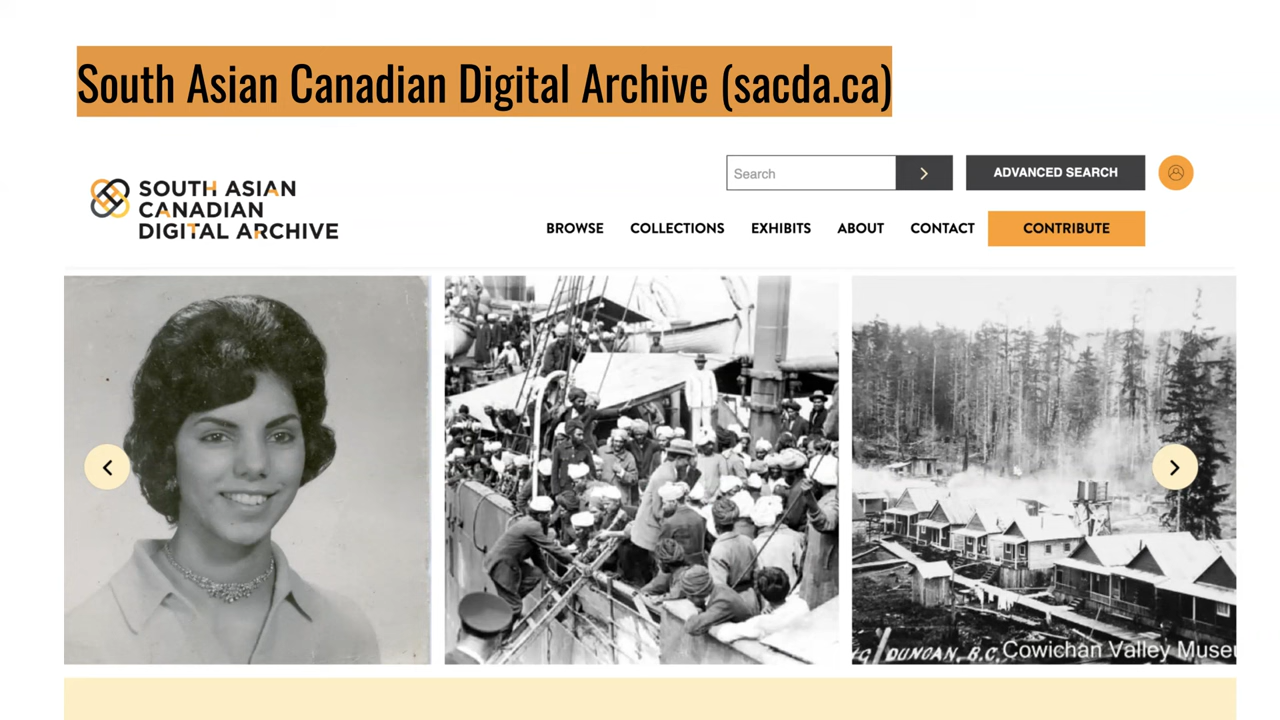 South Asian Canadian Digital Archive (sacda.ca)
Search
ADVANCED SEARCH
SOUTH ASIAN
CANADIAN
DIGITAL ARCHIVE
BROWSE COLLECTIONS EXHIBITS ABOUT CONTACT CONTRIBUTE
DUNCAN, B.C.
Cowichan Valley Museu